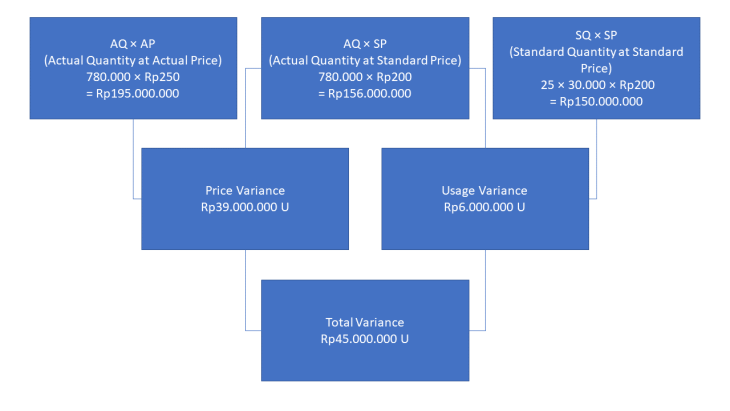 AQ × AP
(Actual Quantity at Actual Price)
780.000 × Rp250
= Rp195.000.000
AQ × SP
(Actual Quantity at Standard Price)
780.000 × Rp200
= Rp156.000.000
SQ × SP
(Standard Quantity at Standard
Price)
25 × 30.000 × Rp200
= Rp150.000.000
Price Variance
Rp39.000.000 U
Usage Variance
Rp6.000.000 U
Total Variance
Rp45.000.000 U